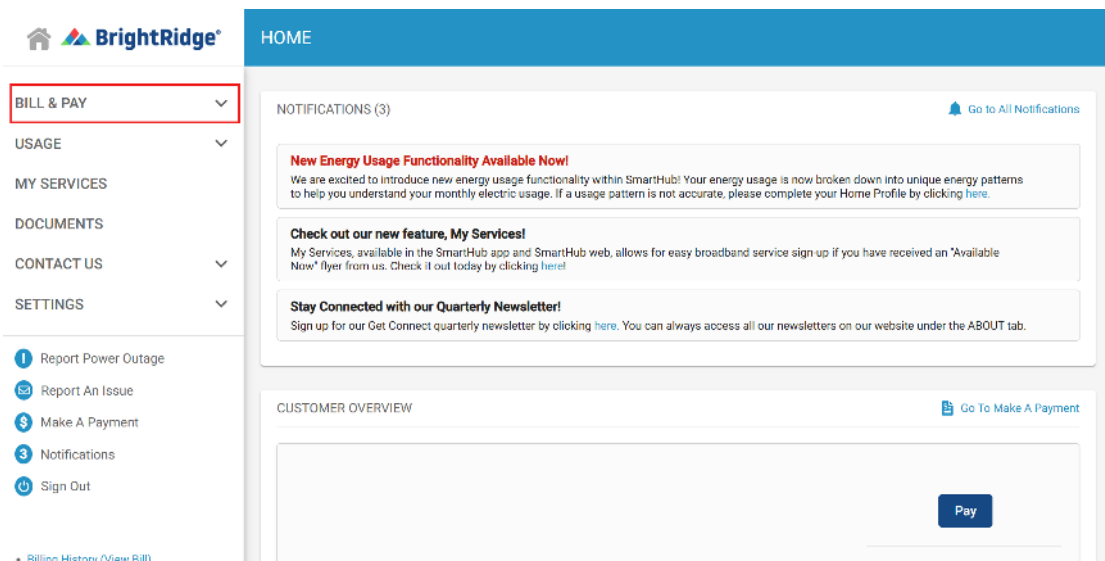 BrightRidge®
HOME
BILL & PAY
USAGE
MY SERVICES
DOCUMENTS
CONTACT US
SETTINGS
Report Power Outage
Report An Issue
$ Make A Payment
3 Notifications
Sign Out
• Billing History (View Bill)
NOTIFICATIONS (3)
Go to All Notifications
New Energy Usage Functionality Available Now!
We are excited to introduce new energy usage functionality within SmartHub! Your energy usage is now broken down into unique energy patterns
to help you understand your monthly electric usage. If a usage pattern is not accurate, please complete your Home Profile by clicking here.
Check out our new feature, My Services!
My Services, available in the SmartHub app and SmartHub web, allows for easy broadband service sign-up if you have received an "Available
Now" flyer from us. Check it out today by clicking here!
Stay Connected with our Quarterly Newsletter!
Sign up for our Get Connect quarterly newsletter by clicking here. You can always access all our newsletters on our website under the ABOUT tab.
CUSTOMER OVERVIEW
Go To Make A Payment
Pay